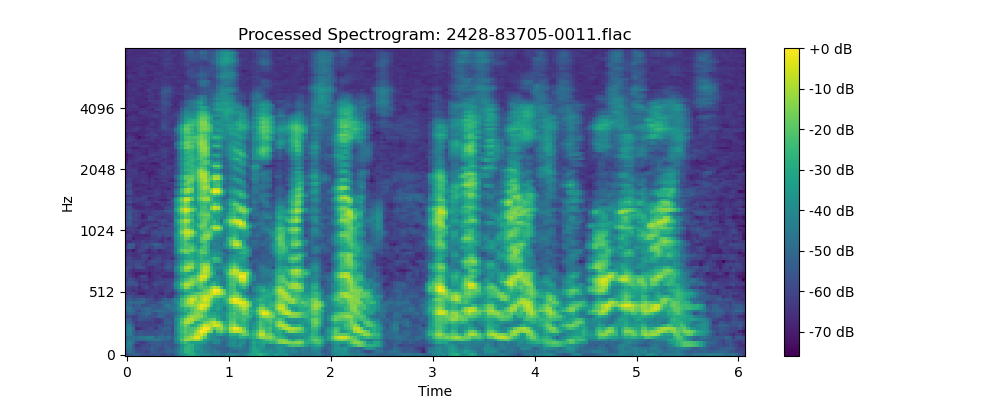 Processed Spectrogram: 2428-83705-0011.flac
Hz
4096
2048
1024
512
0
0 1 2 3 4 5 6
Time
+0 dB
-10 dB
-20 dB
-30 dB
-40 dB
-50 dB
-60 dB
-70 dB